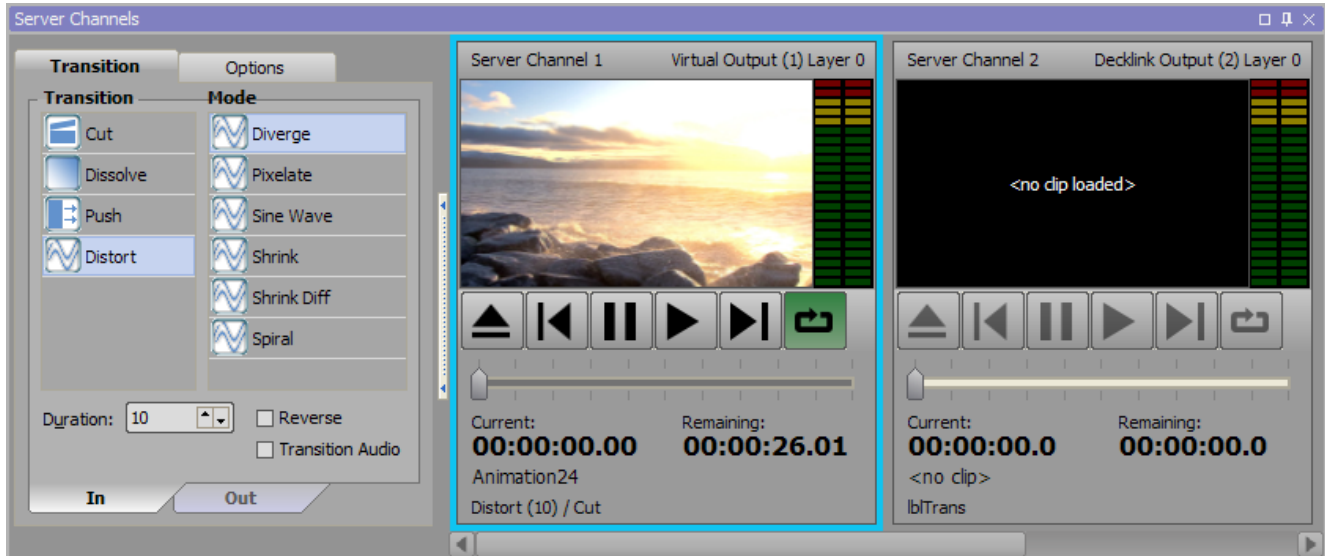 Server Channels
Transition
Options
Transition
Mode
Cut
Dissolve
Push
Distort
Diverge
Pixelate
Sine Wave
Shrink
Shrink Diff
Spiral
Duration: 10
Reverse
Transition Audio
In
Out
Server Channel 1 Virtual Output (1) Layer 0
Current: Remaining:
00:00:00.00 00:00:26.01
Animation24
Distort (10) / Cut
Server Channel 2 Decklink Output (2) Layer 0
<no clip loaded>
Current: Remaining:
00:00:00.0 00:00:00.0
<no clip>
lblTrans